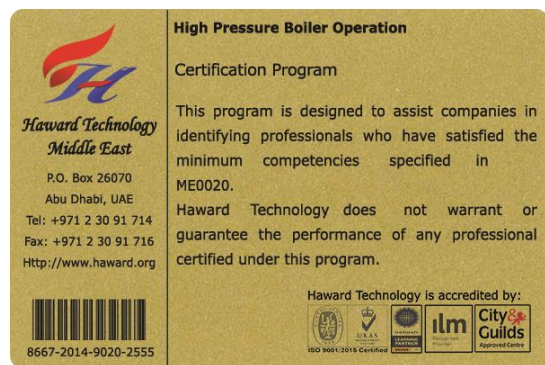 Haward Technology
Middle East
P.O. Box 26070
Abu Dhabi, UAE
Tel: +971 2 30 91 714
Fax: +971 2 30 91 716
Http://www.haward.org
8667-2014-9020-2555
High Pressure Boiler Operation
Certification Program
This program is designed to assist companies in
identifying professionals who have satisfied the
minimum competencies specified in
ME0020.
Haward Technology does not warrant or
guarantee the performance of any professional
certified under this program.
Haward Technology is accredited by:
UKAS
ilm
City&
Guilds
Approved Centre
ISO 9001:2015 Certified
LEARNING
PARTNER